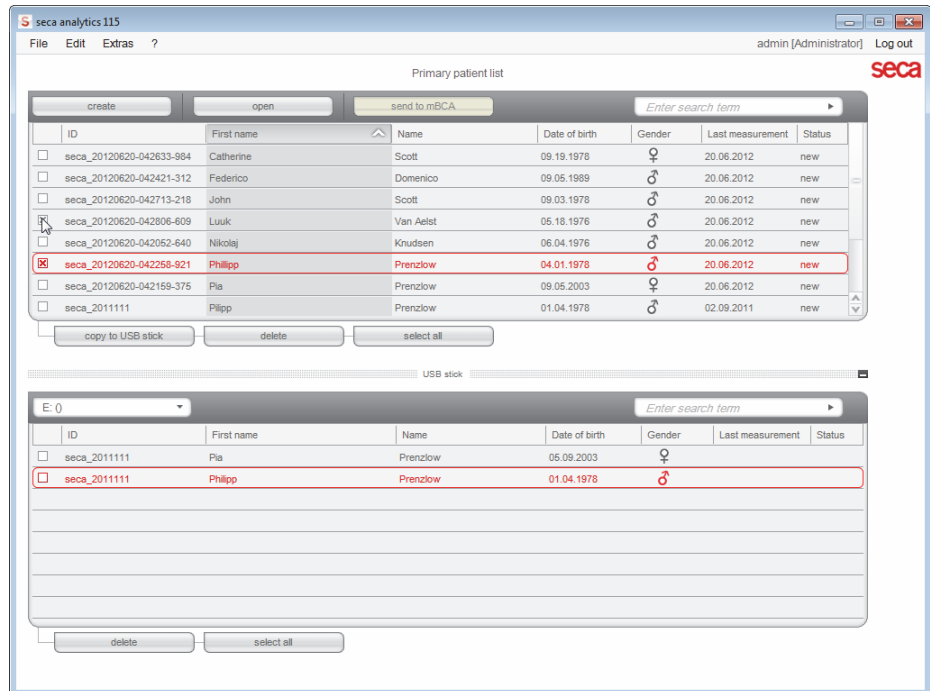 S seca analytics 115
File Edit Extras ? admin [Administrator] Log out
seca
Primary patient list
create open send to mBCA Enter search term
ID First name Name Date of birth Gender Last measurement Status
seca_20120620-042633-984 Catherine Scott 09.19.1978 ♀ 20.06.2012 new
seca_20120620-042421-312 Federico Domenico 09.05.1989 ♂ 20.06.2012 new
seca_20120620-042713-218 John Scott 09.03.1978 ♂ 20.06.2012 new
seca_20120620-042806-609 Luuk Van Aelst 05.18.1976 ♂ 20.06.2012 new
seca_20120620-042052-640 Nikolaj Knudsen 06.04.1976 ♂ 20.06.2012 new
seca_20120620-042258-921 Phillipp Prenzlow 04.01.1978 ♂ 20.06.2012 new
seca_20120620-042159-375 Pia Prenzlow 09.05.2003 ♀ 20.06.2012 new
seca_2011111 Pilipp Prenzlow 01.04.1978 ♂ 02.09.2011 new
copy to USB stick delete select all
USB stick
E: () Enter search term
ID First name Name Date of birth Gender Last measurement Status
seca_2011111 Pia Prenzlow 05.09.2003 ♀
seca_2011111 Philipp Prenzlow 01.04.1978 ♂
delete select all